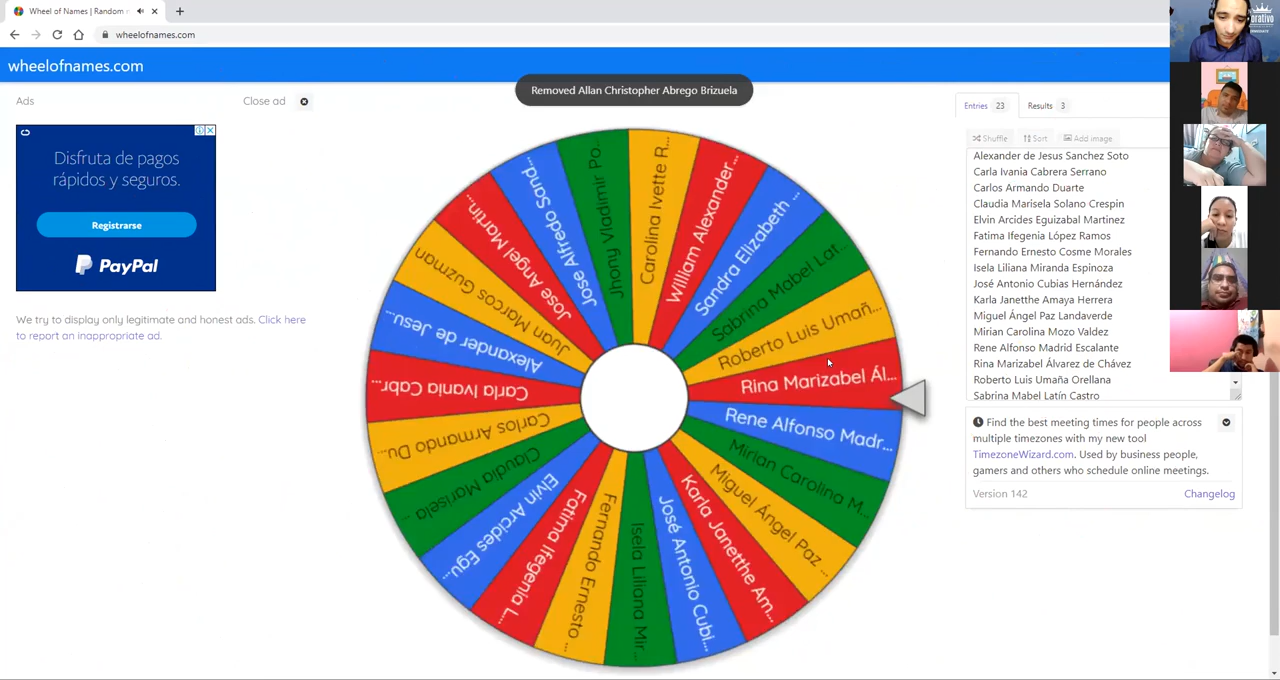 Wheel of Names | Random
wheelofnames.com
wheelofnames.com
orativo
Ads
Close ad
Removed Allan Christopher Abrego Brizuela
Entries 23
Results 3
Shuffle
Sort
Add image
Disfruta de pagos
rápidos y seguros.
Registrarse
PayPal
We try to display only legitimate and honest ads. Click here
to report an inappropriate ad.
Jhony Vladimir Po...
Carolina Ivette R...
William Alexander...
Sandra Elizabeth ...
Sabrina Mabel Lat...
Roberto Luis Umañ...
Rina Marizabel Ál...
Rene Alfonso Madr...
Mirian Carolina M...
Miguel Ángel Paz ...
Karla Janetthe Am...
José Antonio Cubi...
Isela Liliana Mir...
Fernando Ernesto ...
Fatima Ifegenia L...
Elvin Arcides Egu...
Claudia Marisela ...
Carlos Armando Du...
Carla Ivania Cabr...
Alexander de Jesu...
Juan Marcos Guzman
Jose Angel Martin...
Jose Alfredo Sand...
Alexander de Jesus Sanchez Soto
Carla Ivania Cabrera Serrano
Carlos Armando Duarte
Claudia Marisela Solano Crespin
Elvin Arcides Eguizabal Martinez
Fatima Ifegenia López Ramos
Fernando Ernesto Cosme Morales
Isela Liliana Miranda Espinoza
José Antonio Cubias Hernández
Karla Janetthe Amaya Herrera
Miguel Ángel Paz Landaverde
Mirian Carolina Mozo Valdez
Rene Alfonso Madrid Escalante
Rina Marizabel Álvarez de Chávez
Roberto Luis Umaña Orellana
Sabrina Mabel Latín Castro
Find the best meeting times for people across
multiple timezones with my new tool
TimezoneWizard.com. Used by business people,
gamers and others who schedule online meetings.
Version 142
Changelog